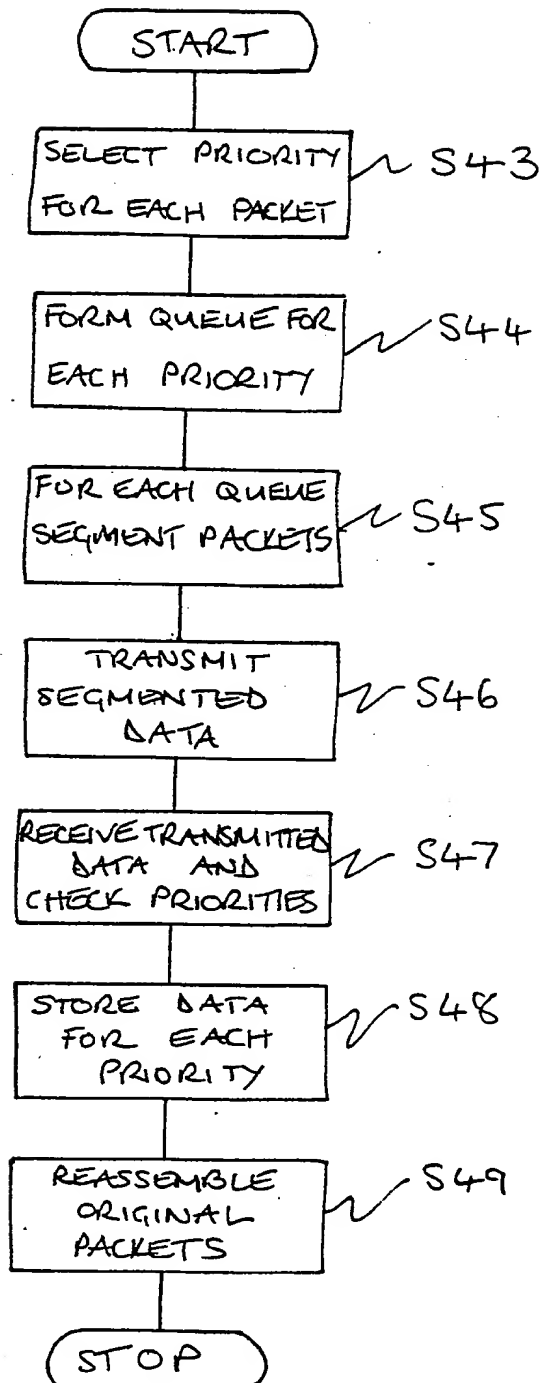 START
SELECT PRIORITY
FOR EACH PACKET
S43
FORM QUEUE FOR
EACH PRIORITY
S44
FOR EACH QUEUE
SEGMENT PACKETS
S45
TRANSMIT
SEGMENTED
DATA
S46
RECEIVE TRANSMITTED
DATA AND
CHECK PRIORITIES
S47
STORE DATA
FOR EACH
PRIORITY
S48
REASSEMBLE
ORIGINAL
PACKETS
S49
STOP